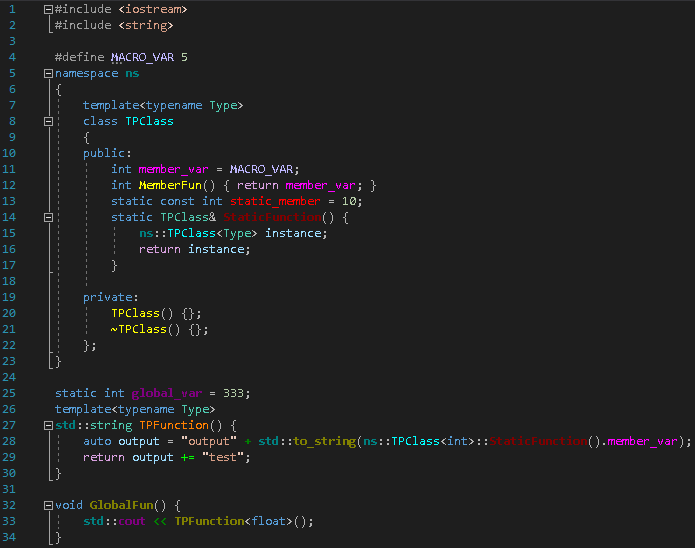 1 #include <iostream>
2 #include <string>
3
4 #define MACRO_VAR 5
5 namespace ns
6 {
7 template<typename Type>
8 class TPClass
9 {
10 public:
11 int member_var = MACRO_VAR;
12 int MemberFun() { return member_var; }
13 static const int static_member = 10;
14 static TPClass& StaticFunction() {
15 ns::TPClass<Type> instance;
16 return instance;
17 }
18
19 private:
20 TPClass() {};
21 ~TPClass() {};
22 };
23 }
24
25 static int global_var = 333;
26 template<typename Type>
27 std::string TPFunction() {
28 auto output = "output" + std::to_string(ns::TPClass<int>::StaticFunction().member_var);
29 return output += "test";
30 }
31
32 void GlobalFun() {
33 std::cout << TPFunction<float>();
34 }